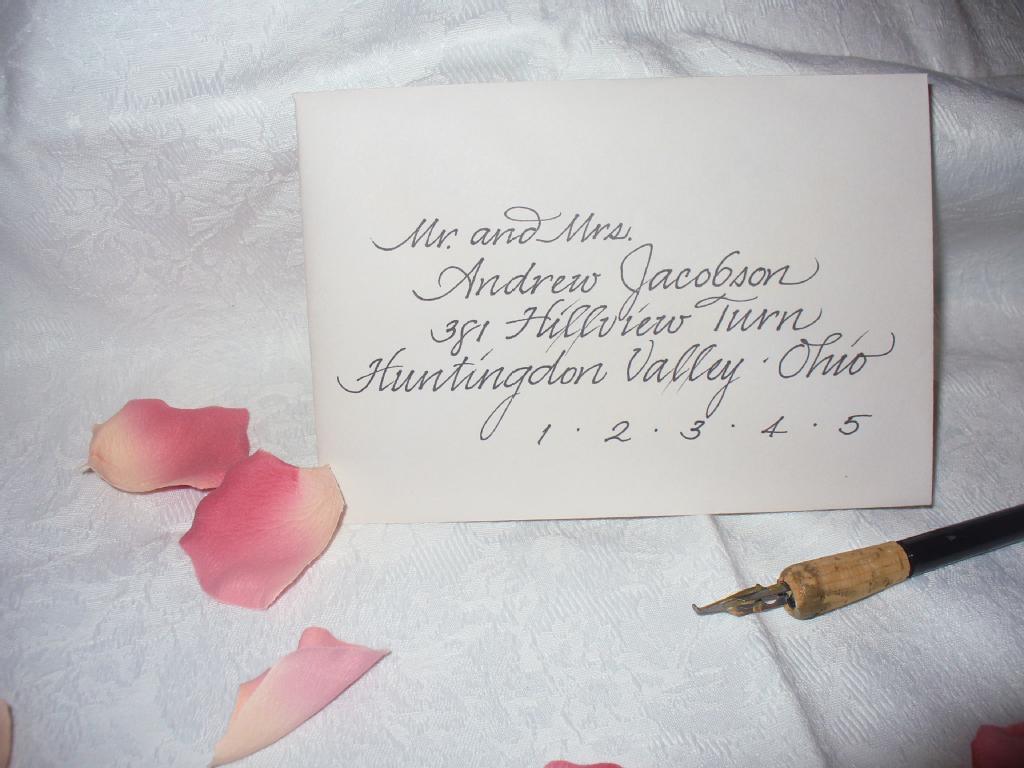 Mr. and Mrs.
Andrew Jacobson
381 Hillview Turn
Huntingdon Valley · Ohio
1 · 2 · 3 · 4 · 5